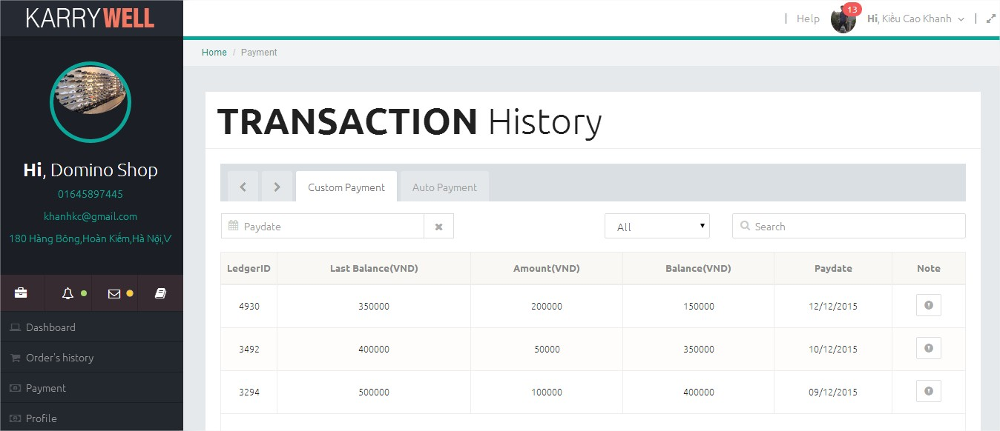 KARRYWELL
Help
13
Hi, Kiều Cao Khanh
Home / Payment
Hi, Domino Shop
01645897445
khanhkc@gmail.com
180 Hàng Bông,Hoàn Kiếm,Hà Nội,V
Dashboard
Order's history
Payment
Profile
TRANSACTION History
Custom Payment Auto Payment
Paydate All Search
LedgerID Last Balance(VND) Amount(VND) Balance(VND) Paydate Note
4930 350000 200000 150000 12/12/2015
3492 400000 50000 350000 10/12/2015
3294 500000 100000 400000 09/12/2015